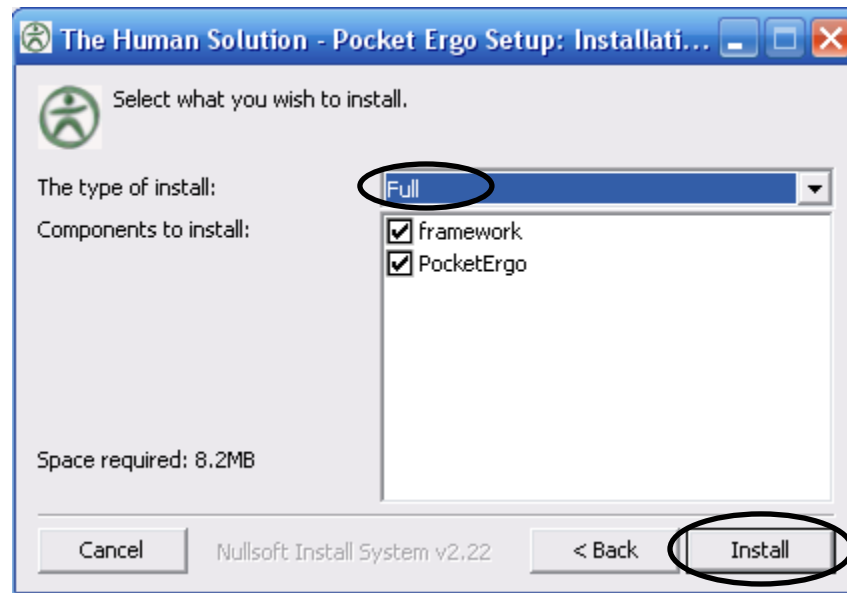 The Human Solution - Pocket Ergo Setup: Installati...
Select what you wish to install.
The type of install:
Full
Components to install:
framework
PocketErgo
Space required: 8.2MB
Cancel
Nullsoft Install System v2.22
< Back
Install